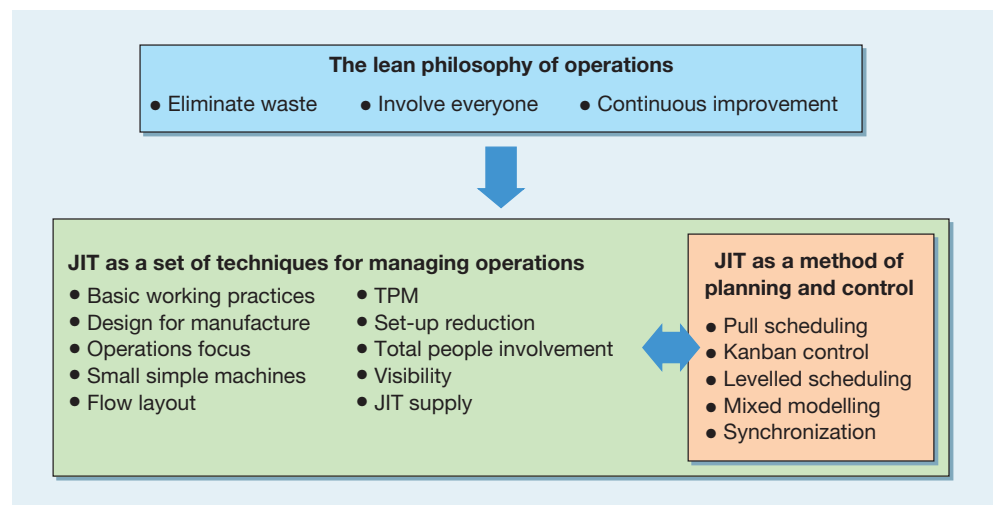 The lean philosophy of operations
● Eliminate waste ● Involve everyone ● Continuous improvement
JIT as a set of techniques for managing operations
● Basic working practices
● Design for manufacture
● Operations focus
● Small simple machines
● Flow layout
● TPM
● Set-up reduction
● Total people involvement
● Visibility
● JIT supply
JIT as a method of
planning and control
● Pull scheduling
● Kanban control
● Levelled scheduling
● Mixed modelling
● Synchronization